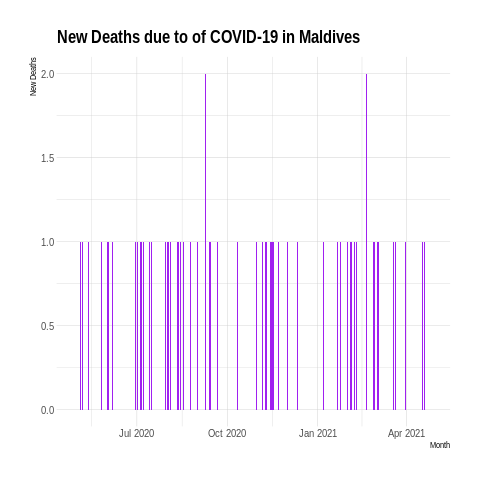 New Deaths due to of COVID-19 in Maldives
New Deaths
2.0
1.5
1.0
0.5
0.0
Jul 2020 Oct 2020 Jan 2021 Apr 2021
Month